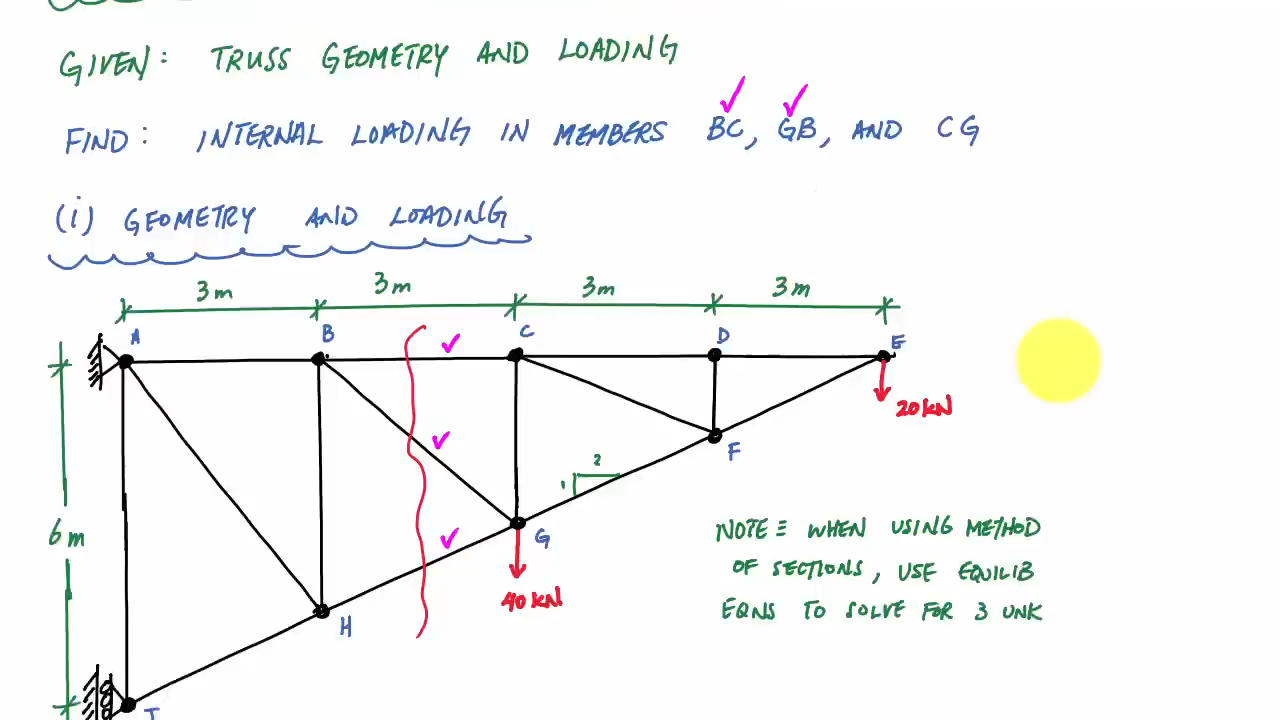 GIVEN: TRUSS GEOMETRY AND LOADING
FIND: INTERNAL LOADING IN MEMBERS BC, GB, AND CG
(i) GEOMETRY AND LOADING
3m 3m 3m 3m
A B C D E
20kN
F
2
1
6m
G
40kN
H
NOTE ≡ WHEN USING METHOD
OF SECTIONS, USE EQUILIB
EQNS TO SOLVE FOR 3 UNK